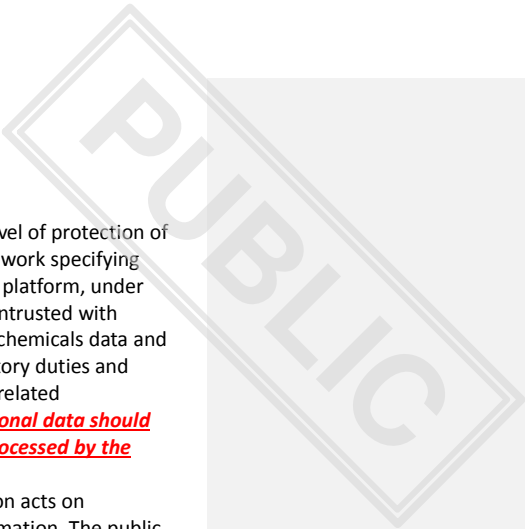 vel of protection of
work specifying
platform, under
ntrusted with
chemicals data and
tory duties and
related
onal data should
ocessed by the
on acts on
mation. The public
PUBLIC